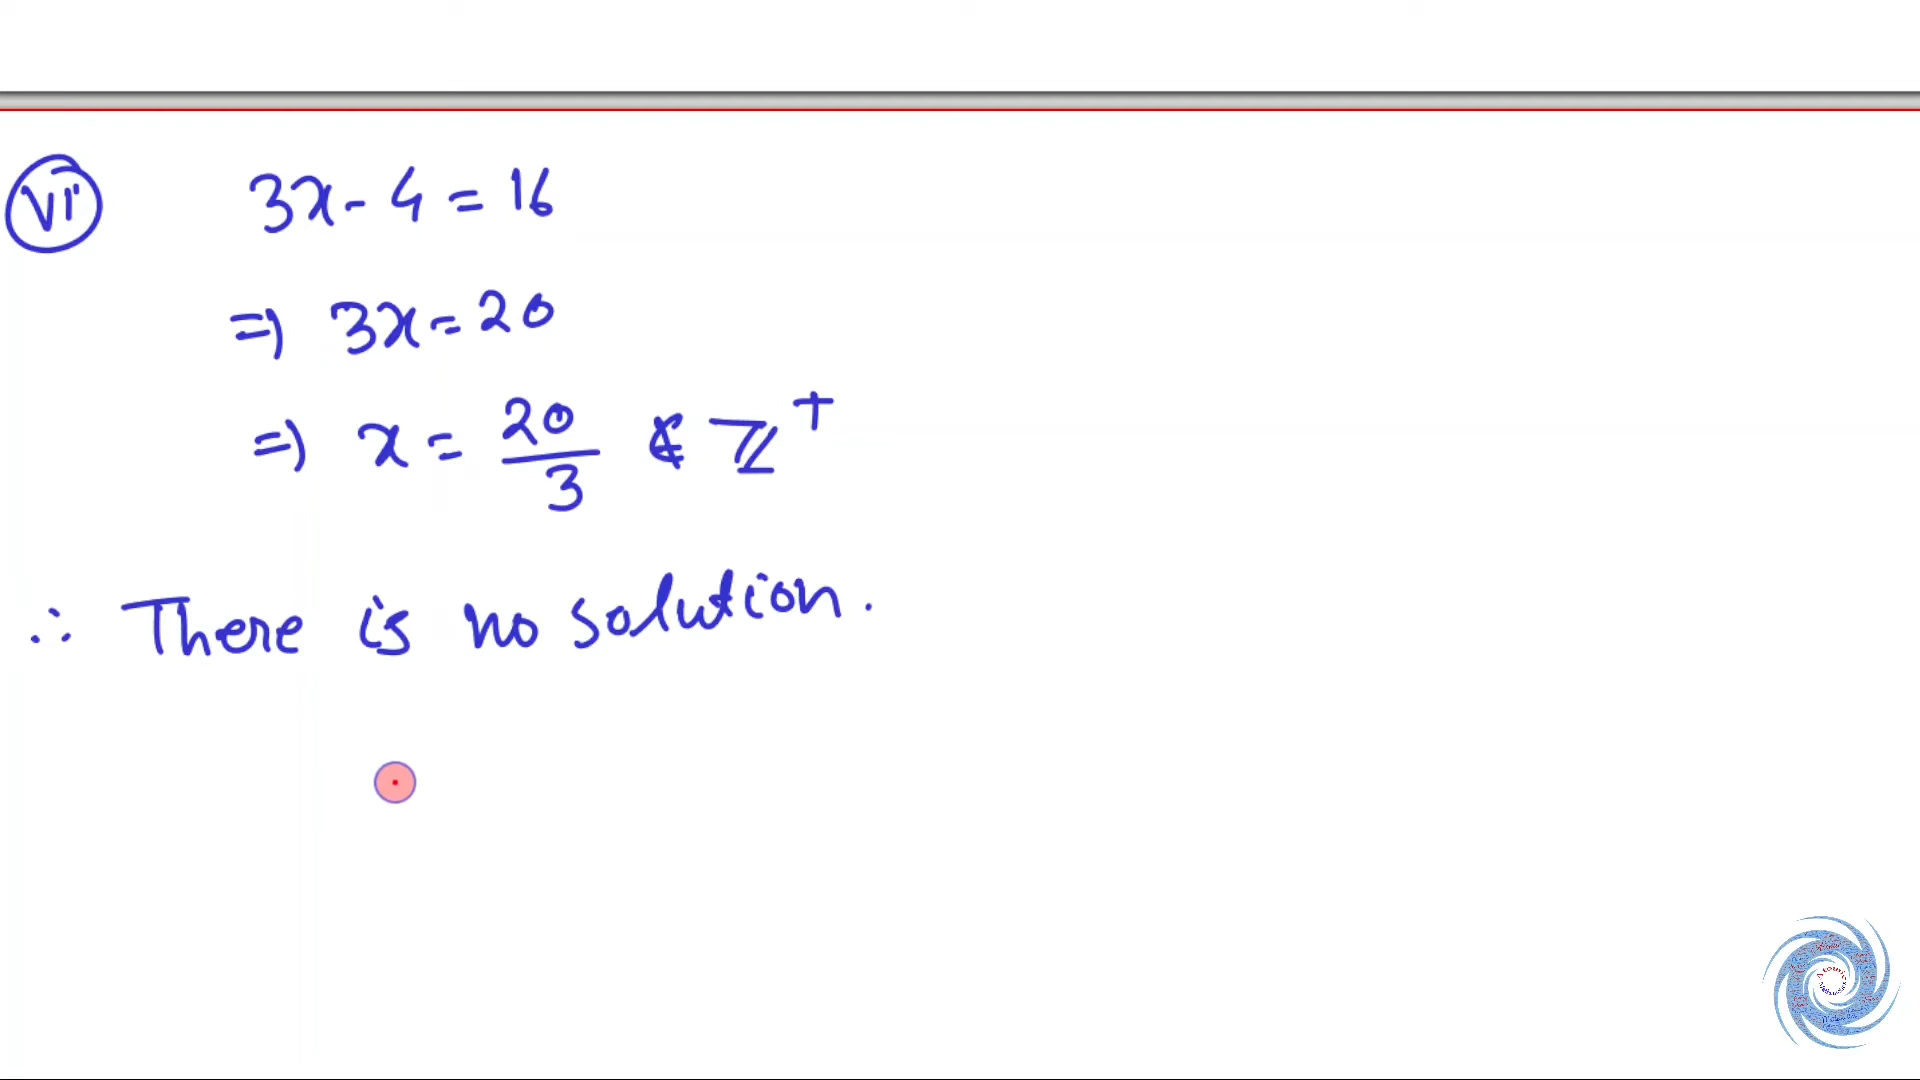 VI 3x - 4 = 16
⇒ 3x = 20
⇒ x = 20/3 ∉ ℤ⁺
∴ There is no solution.